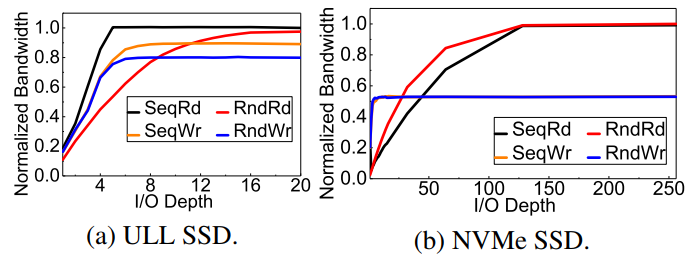 Normalized Bandwidth
1.0
0.8
0.6
0.4
0.2
0.0
SeqRd RndRd
SeqWr RndWr
4 8 12 16 20
I/O Depth
(a) ULL SSD.
Normalized Bandwidth
1.0
0.8
0.6
0.4
0.2
0.0
SeqRd RndRd
SeqWr RndWr
50 100 150 200 250
I/O Depth
(b) NVMe SSD.